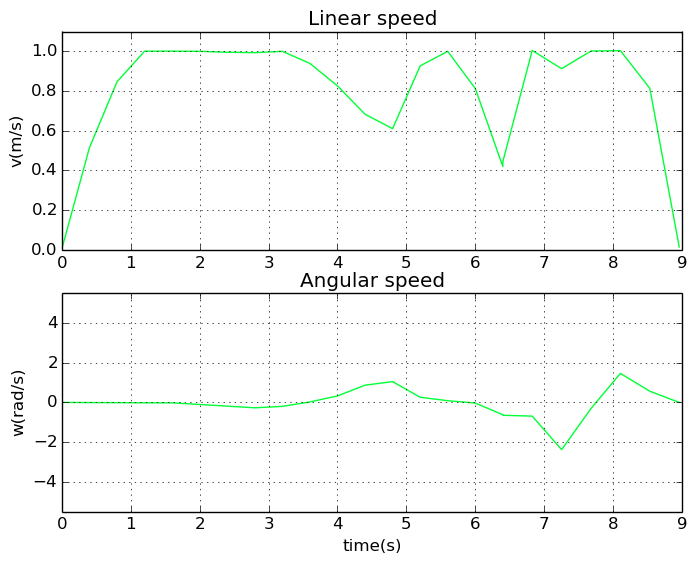 Linear speed
v(m/s)
1.0
0.8
0.6
0.4
0.2
0.0
0 1 2 3 4 5 6 7 8 9
Angular speed
w(rad/s)
4
2
0
−2
−4
0 1 2 3 4 5 6 7 8 9
time(s)